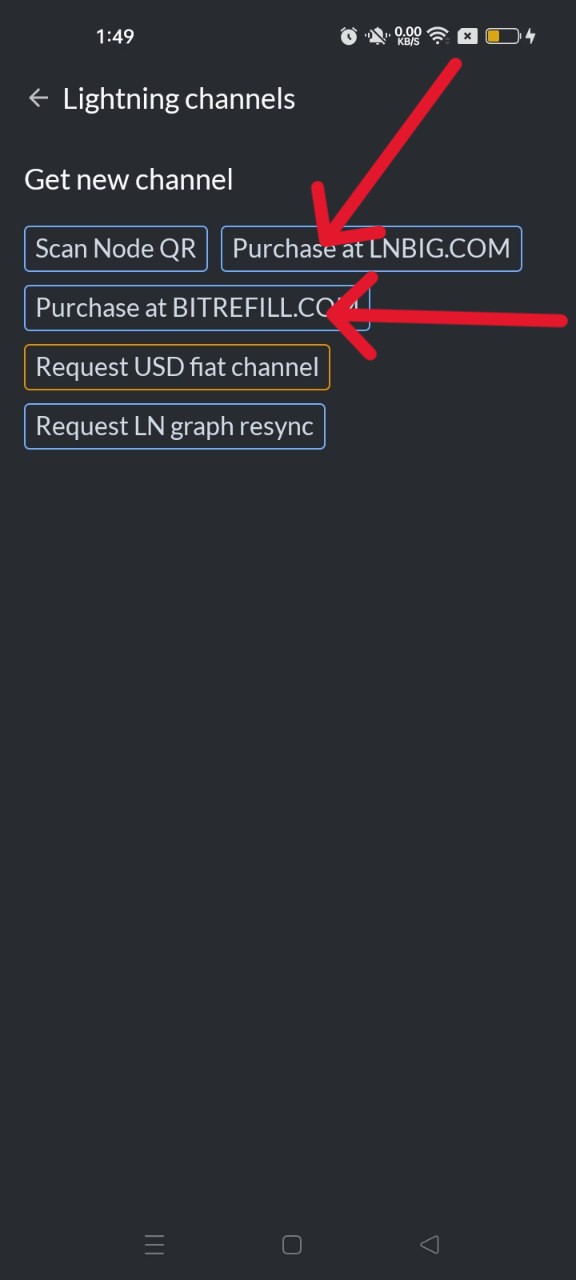 1:49
0.00
KB/S
Lightning channels
Get new channel
Scan Node QR
Purchase at LNBIG.COM
Purchase at BITREFILL.COM
Request USD fiat channel
Request LN graph resync